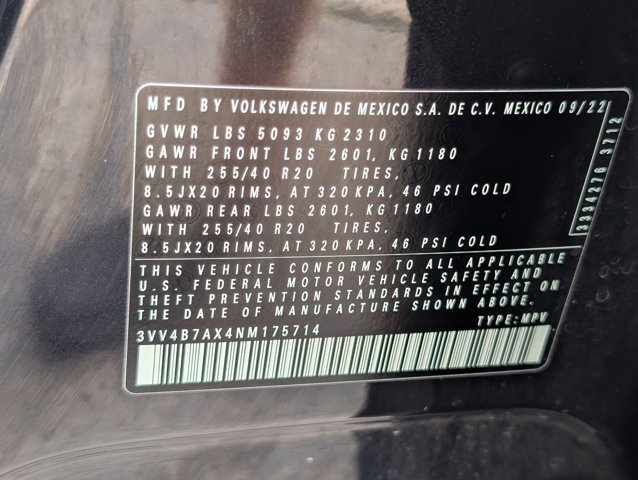 MFD BY VOLKSWAGEN DE MEXICO S.A. DE C.V. MEXICO 09/22
GVWR LBS 5093 KG 2310
GAWR FRONT LBS 2601, KG 1180
WITH 255/40 R20 TIRES,
8.5JX20 RIMS, AT 320 KPA, 46 PSI COLD
GAWR REAR LBS 2601, KG 1180
WITH 255/40 R20 TIRES,
8.5JX20 RIMS, AT 320 KPA, 46 PSI COLD
THIS VEHICLE CONFORMS TO ALL APPLICABLE
U.S. FEDERAL MOTOR VEHICLE SAFETY AND
THEFT PREVENTION STANDARDS IN EFFECT ON
THE DATE OF MANUFACTURE SHOWN ABOVE.
3VV4B7AX4NM175714 TYPE: MPV
3334276 3712